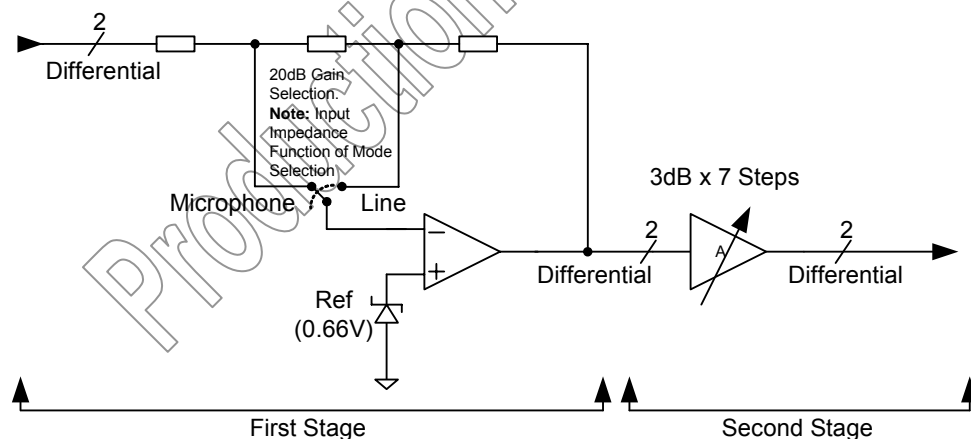 2
Differential
20dB Gain
Selection.
Note: Input
Impedance
Function of Mode
Selection
Microphone
Line
−
+
Ref
(0.66V)
2
Differential
3dB x 7 Steps
A
2
Differential
First Stage
Second Stage
Production